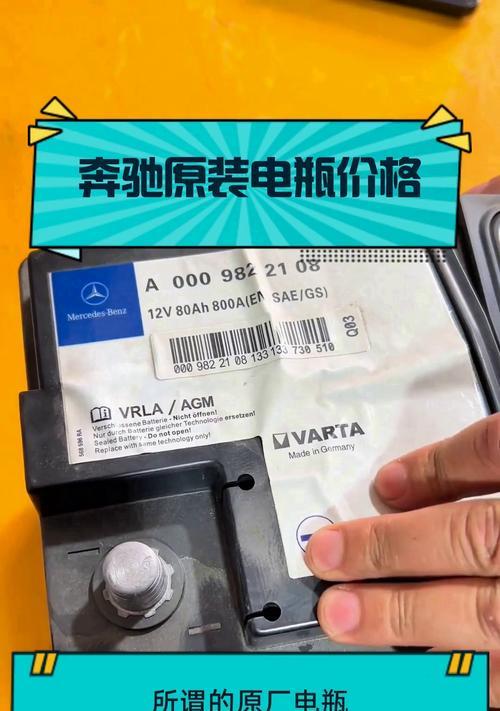 奔驰原装电瓶价格
A 000 982 21 08
Mercedes-Benz
12V 80Ah 800A(EN, SAE/GS)
000 982 21 08 133 133 730 510
Q03
VRLA / AGM
Verschlossene Batterie - Nicht öffnen!
Nur durch Batterie gleicher Technologie ersetzen!
Sealed Battery - Do not open!
Replace with same technology only!
VARTA
Made in Germany
所谓的原厂电瓶